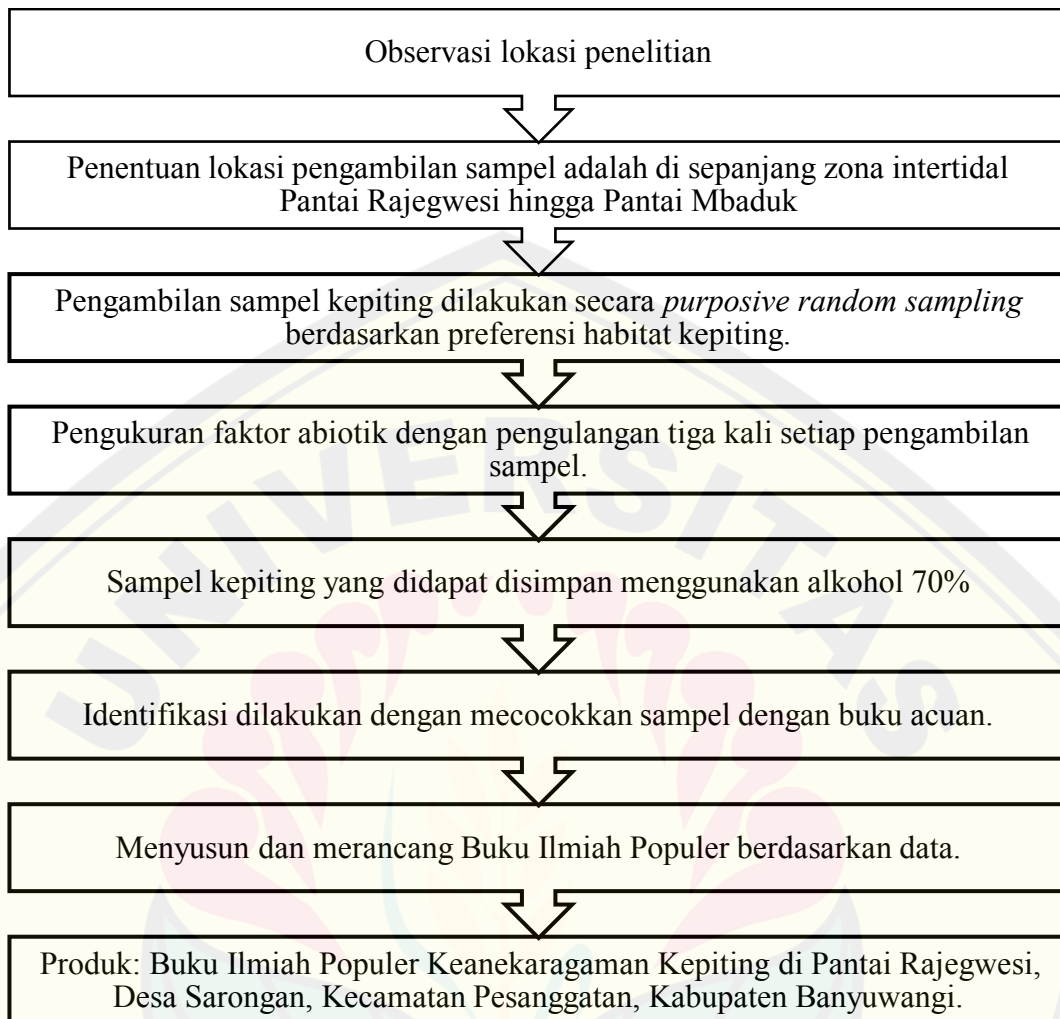 Observasi lokasi penelitian
Penentuan lokasi pengambilan sampel adalah di sepanjang zona intertidal
Pantai Rajegwesi hingga Pantai Mbaduk
Pengambilan sampel kepiting dilakukan secara purposive random sampling
berdasarkan preferensi habitat kepiting.
Pengukuran faktor abiotik dengan pengulangan tiga kali setiap pengambilan
sampel.
Sampel kepiting yang didapat disimpan menggunakan alkohol 70%
Identifikasi dilakukan dengan mecocokkan sampel dengan buku acuan.
Menyusun dan merancang Buku Ilmiah Populer berdasarkan data.
Produk: Buku Ilmiah Populer Keanekaragaman Kepiting di Pantai Rajegwesi,
Desa Sarongan, Kecamatan Pesanggatan, Kabupaten Banyuwangi.
UNIVERSITAS